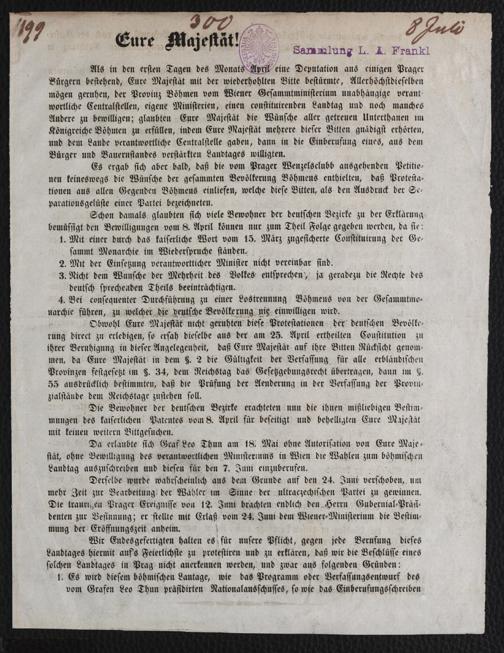 199
300
8 Juli
Sammlung L. A. Frankl
Eure Majestät!
Als in den ersten Tagen des Monats April eine Deputation aus einigen Prager
Bürgern bestehend, Eure Majestät mit der wiederhohlten Bitte bestürmte, Allerhöchstdieselben
mögen geruhen, der Provinz Böhmen vom Wiener Gesammtministerium unabhängige verant-
wortliche Centralstellen, eigene Ministerien, einen constituirenden Landtag und noch manches
Andere zu bewilligen; glaubten Eure Majestät die Wünsche aller getreuen Unterthanen im
Königreiche Böhmen zu erfüllen, indem Eure Majestät mehrere dieser Bitten gnädigst erhörten,
und dem Lande verantwortliche Centralstelle gaben, dann in die Einberufung eines, aus dem
Bürger und Bauernstandes verstärkten Landtages willigten.
Es ergab sich aber bald, daß die vom Prager Wenzelsclubb ausgehenden Petitio-
nen keineswegs die Wünsche der gesammten Bevölkerung Böhmens enthielten, daß Protesta-
tionen aus allen Gegenden Böhmens einliefen, welche diese Bitten, als den Ausdruck der Se-
parationsgelüste einer Partei bezeichneten.
Schon damals glaubten sich viele Bewohner der deutschen Bezirke zu der Erklärung
bemüssigt den Bewilligungen vom 8. April können nur zum Theil Folge gegeben werden, da sie:
1. Mit einer durch das kaiserliche Wort vom 15. März zugesicherte Constituirung der Ge-
sammt Monarchie im Wiederspruche ständen.
2. Mit der Einsetzung verantwortlicher Minister nicht vereinbar sind.
3. Nicht dem Wunsche der Mehrheit des Volkes entsprechen, ja geradezu die Rechte des
deutsch sprechenden Theils beeinträchtigen.
4. Bei consequenter Durchführung zu einer Lostrennung Böhmens von der Gesammtmo-
narchie führen, zu welcher die deutsche Bevölkerung nie einwilligen wird.
Obwohl Eure Majestät nicht geruhten diese Protestationen der deutschen Bevölke-
rung direct zu erledigen, so ersah dieselbe aus der am 25. April ertheilten Constitution zu
ihrer Beruhigung in dieser Angelegenheit, daß Eure Majestät auf ihre Bitten Rücksicht genom-
men, da Eure Majestät in dem §. 2 die Gültigkeit der Verfassung für alle erbländischen
Provinzen festgesetzt im §. 34, dem Reichstag das Gesetzgebungsrecht übertragen, dann im §.
55 ausdrücklich bestimmten, daß die Prüfung der Aenderung in der Verfassung der Provin-
zialstände dem Reichstage zustehen soll.
Die Bewohner der deutschen Bezirke erachteten nun die ihnen mißliebigen Bestim-
mungen des kaiserlichen Patentes vom 8. April für beseitigt und behelligten Eure Majestät
mit keinen weitern Bittgesuchen.
Da erlaubte sich Graf Leo Thun am 18. Mai ohne Autorisation von Eure Maje-
stät, ohne Bewilligung des verantwortlichen Ministeriums in Wien die Wahlen zum böhmischen
Landtag auszuschreiben und diesen für den 7. Juni einzuberufen.
Derselbe wurde wahrscheinlich aus dem Grunde auf den 24. Juni verschoben, um
mehr Zeit zur Bearbeitung der Wähler im Sinne der ultraczechischen Partei zu gewinnen.
Die traurigen Prager Ereignisse von 12. Juni brachten endlich den Herrn Gubernial-Präsi-
denten zur Besinnung; er stellte mit Erlaß vom 24. Juni dem Wiener-Ministerium die Bestim-
mung der Eröffnungszeit anheim.
Wir Endesgefertigten halten es für unsere Pflicht, gegen jede Berufung dieses
Landtages hiermit auf's Feierlichste zu protestiren und zu erklären, daß wir die Beschlüsse eines
solchen Landtages in Prag nicht anerkennen werden, und zwar aus folgenden Gründen:
1. Es wird diesem böhmischen Lantage, wie das Programm oder Verfassungsentwurf des
vom Grafen Leo Thun präsidirten Nationalausschusses, so wie das Einberufungsschreiben